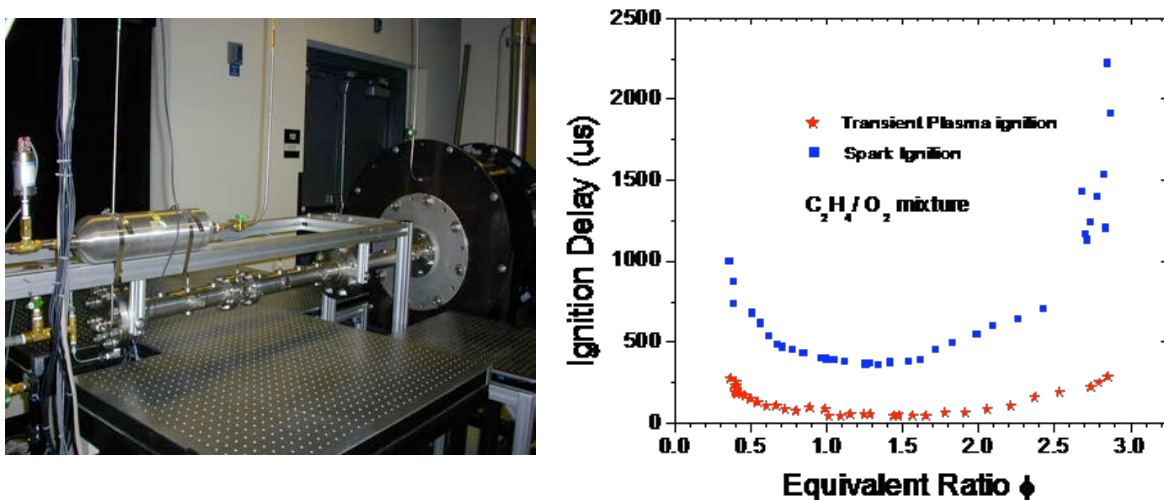 2500
2000
1500
1000
500
0
Ignition Delay (us)
Transient Plasma ignition
Spark Ignition
C₂H₄/ O₂ mixture
0.0 0.5 1.0 1.5 2.0 2.5 3.0
Equivalent Ratio ϕ